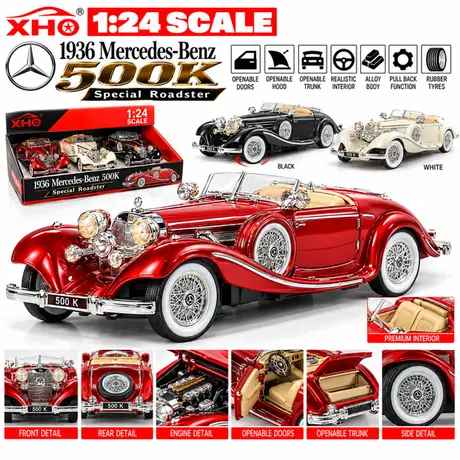 XHO 1:24 SCALE
1936 Mercedes-Benz
500K
Special Roadster
OPENABLE DOORS
OPENABLE HOOD
OPENABLE TRUNK
REALISTIC INTERIOR
ALLOY BODY
PULL BACK FUNCTION
RUBBER TYRES
XHO
1:24
SCALE
1936 Mercedes-Benz 500K
Special Roadster
BLACK
WHITE
500 K
PREMIUM INTERIOR
500 K
500 K
FRONT DETAIL
REAR DETAIL
ENGINE DETAIL
OPENABLE DOORS
OPENABLE TRUNK
SIDE DETAIL